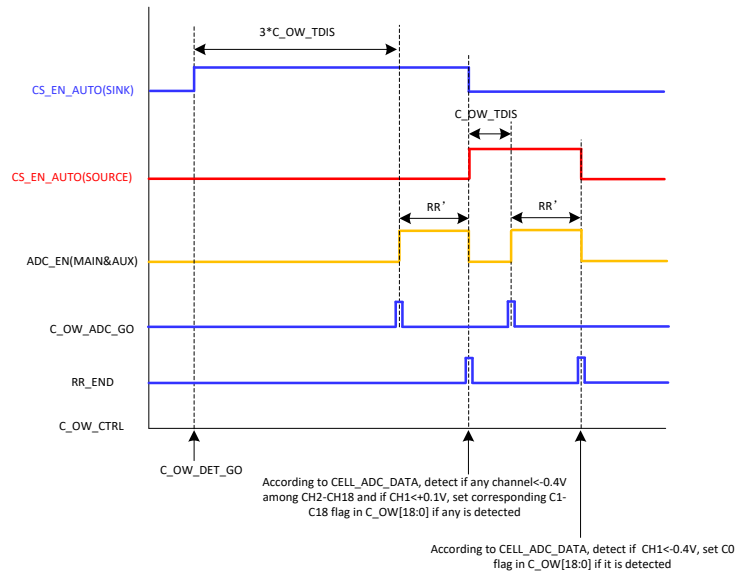 3*C_OW_TDIS
CS_EN_AUTO(SINK)
C_OW_TDIS
CS_EN_AUTO(SOURCE)
RR’
RR’
ADC_EN(MAIN&AUX)
C_OW_ADC_GO
RR_END
C_OW_CTRL
C_OW_DET_GO
According to CELL_ADC_DATA, detect if any channel<-0.4V
among CH2-CH18 and if CH1<+0.1V, set corresponding C1-
C18 flag in C_OW[18:0] if any is detected
According to CELL_ADC_DATA, detect if CH1<-0.4V, set C0
flag in C_OW[18:0] if it is detected